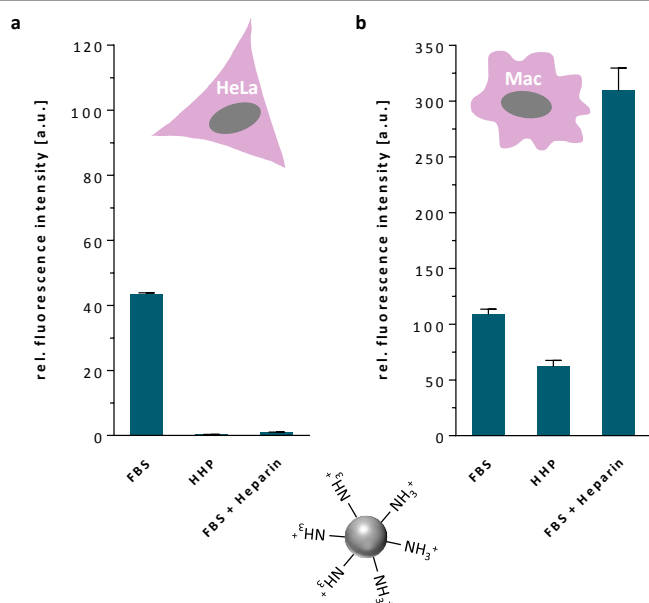 a
rel. fluorescence intensity [a.u.]
120
100
80
60
40
20
0
HeLa
FBS
HHP
FBS + Heparin
b
rel. fluorescence intensity [a.u.]
350
300
250
200
150
100
50
0
Mac
FBS
HHP
FBS + Heparin
NH3+
NH3+
NH3+
NH3+
NH3+
NH3+